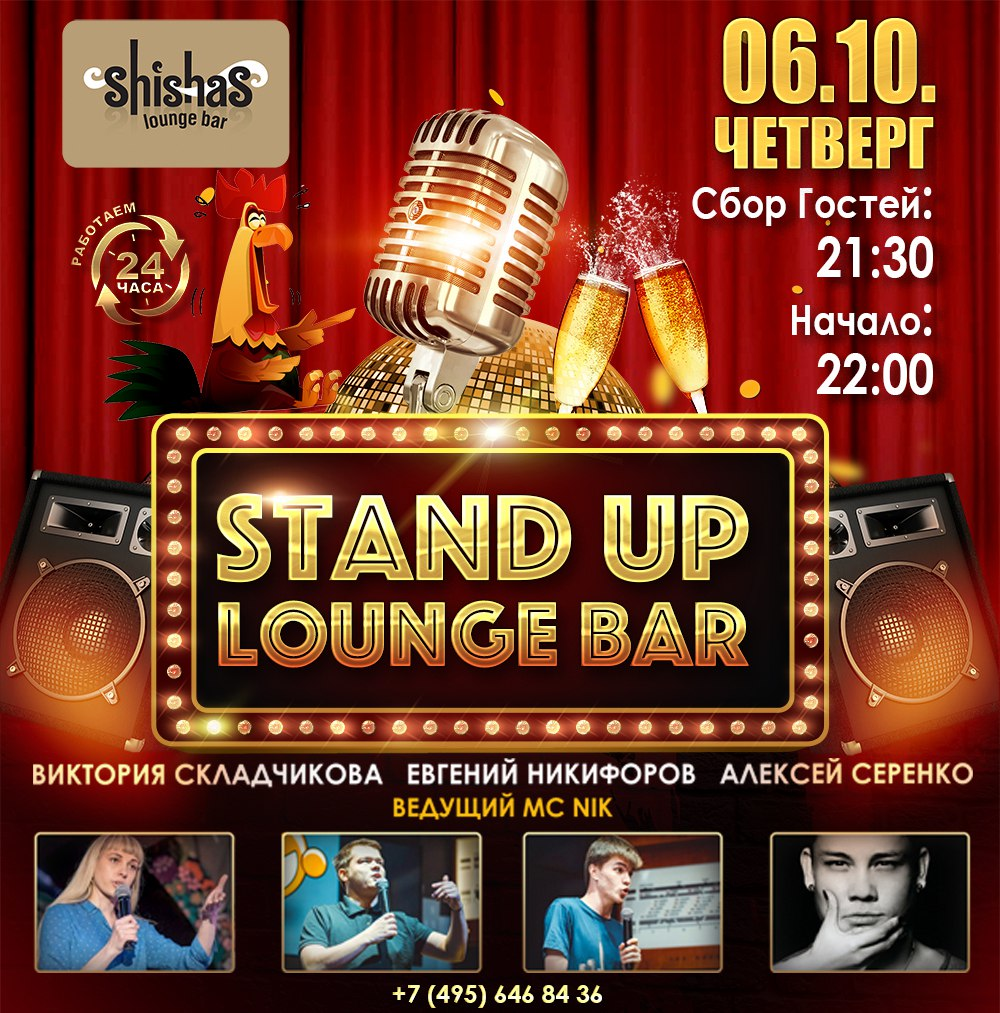 shishas
lounge bar
06.10.
ЧЕТВЕРГ
Сбор Гостей:
21:30
Начало:
22:00
РАБОТАЕМ
24
ЧАСА
STAND UP
LOUNGE BAR
ВИКТОРИЯ СКЛАДЧИКОВА ЕВГЕНИЙ НИКИФОРОВ АЛЕКСЕЙ СЕРЕНКО
ВЕДУЩИЙ MC NIK
+7 (495) 646 84 36